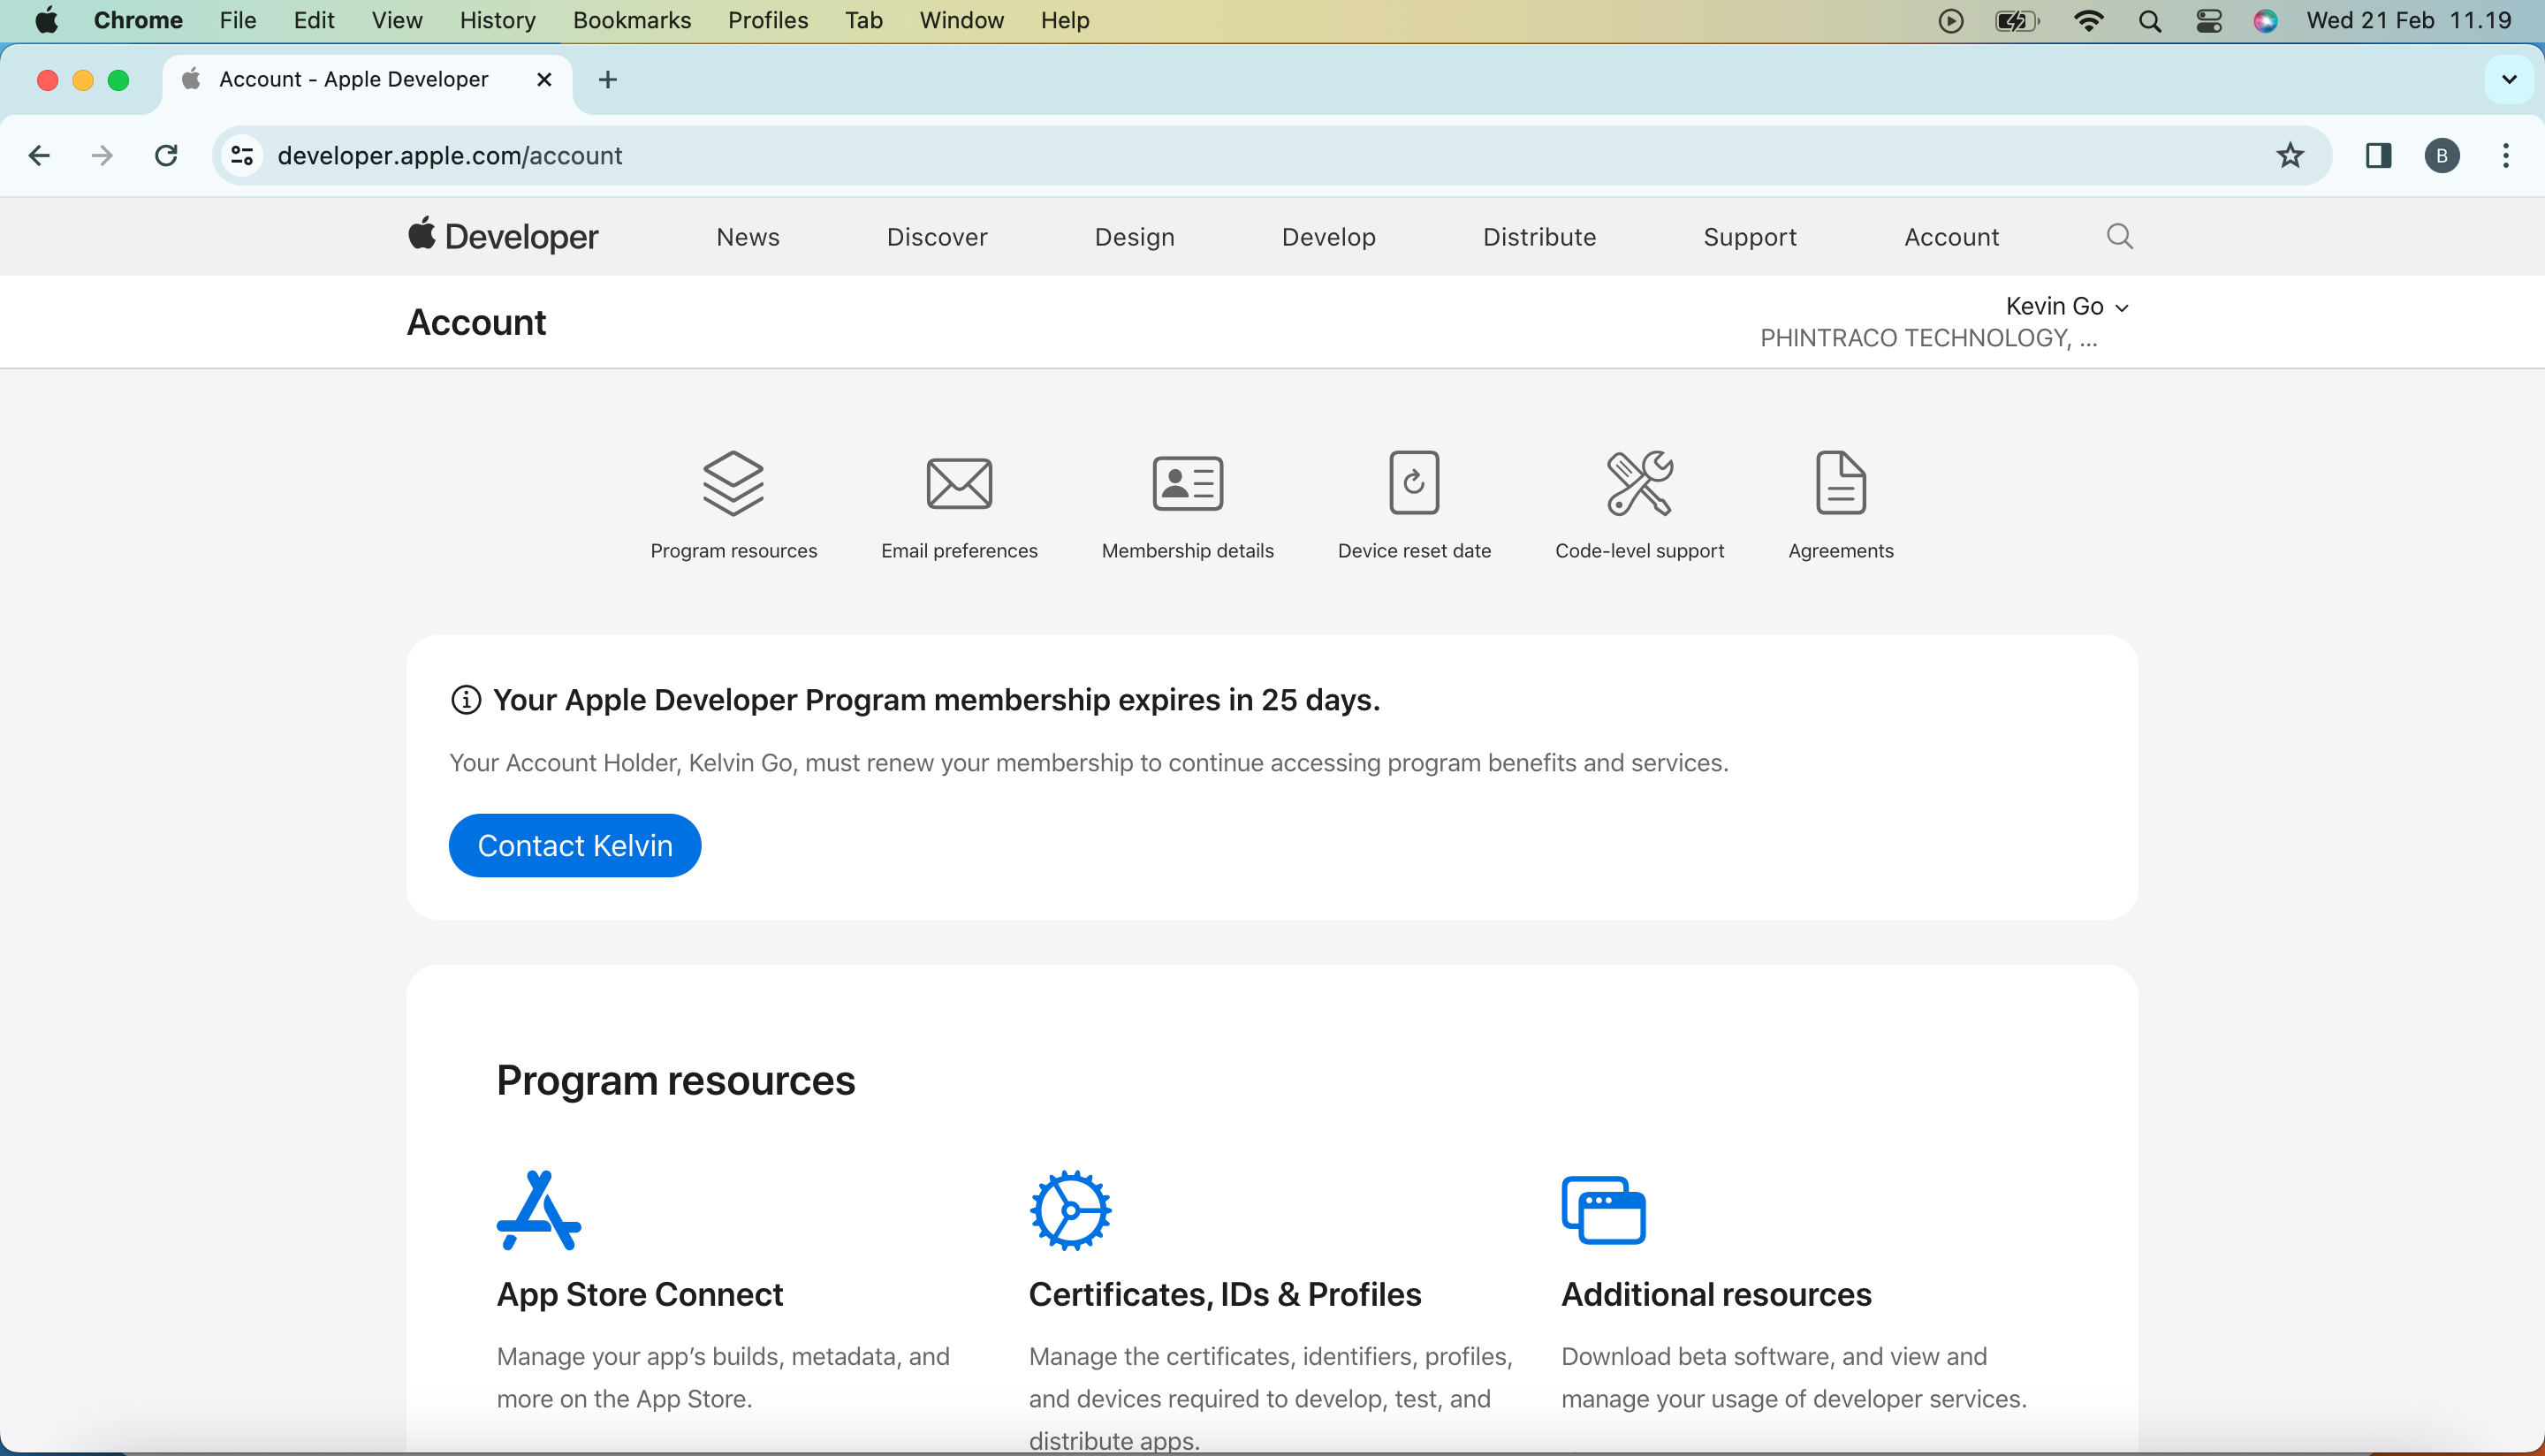 Chrome File Edit View History Bookmarks Profiles Tab Window Help Wed 21 Feb 11.19
Account - Apple Developer
developer.apple.com/account
B
Developer News Discover Design Develop Distribute Support Account
Account
Kevin Go
PHINTRACO TECHNOLOGY, ...
Program resources Email preferences Membership details Device reset date Code-level support Agreements
Your Apple Developer Program membership expires in 25 days.
Your Account Holder, Kelvin Go, must renew your membership to continue accessing program benefits and services.
Contact Kelvin
Program resources
App Store Connect
Manage your app’s builds, metadata, and
more on the App Store.
Certificates, IDs & Profiles
Manage the certificates, identifiers, profiles,
and devices required to develop, test, and
distribute apps.
Additional resources
Download beta software, and view and
manage your usage of developer services.